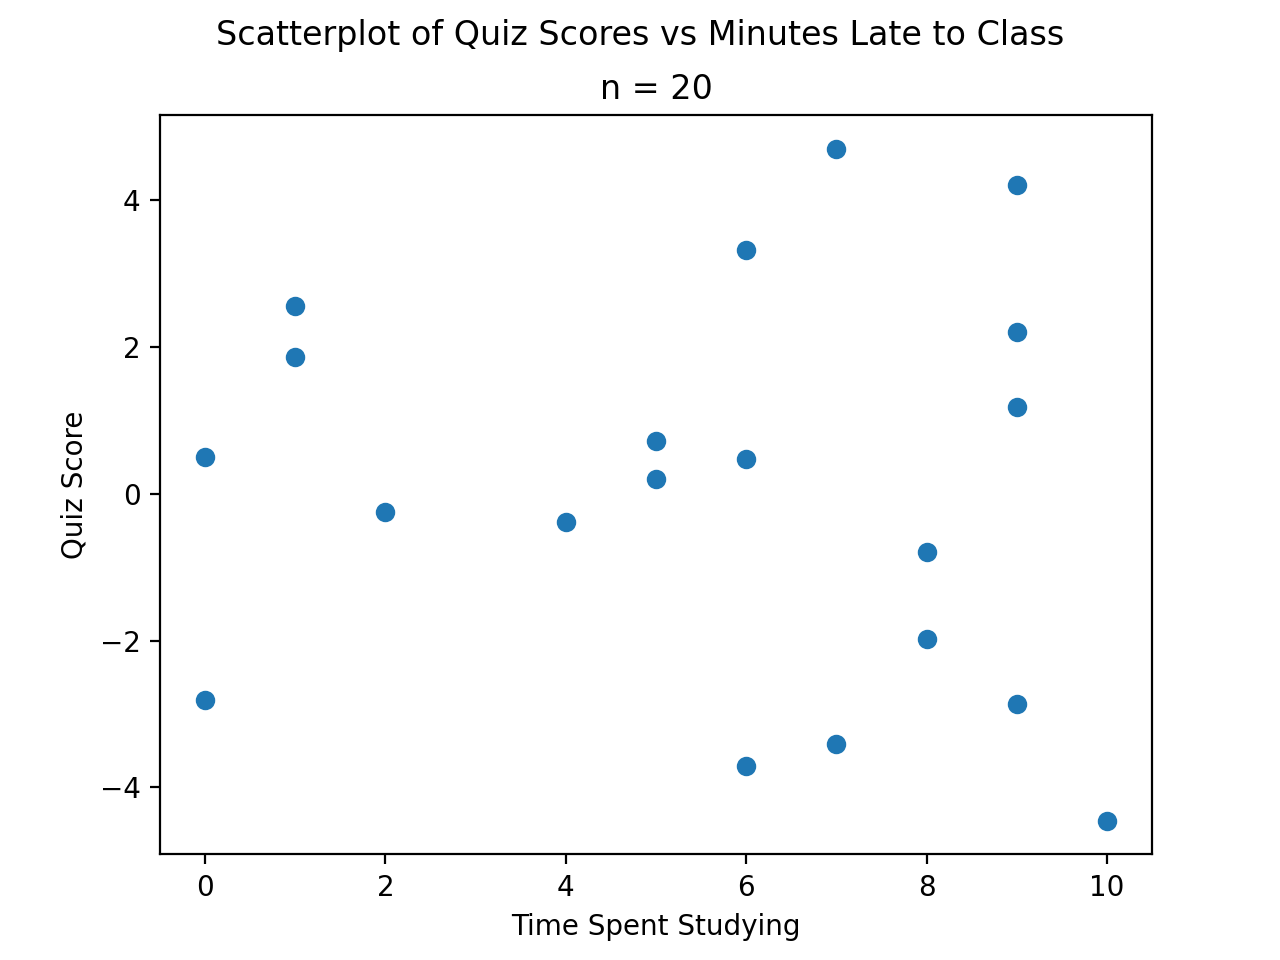 Scatterplot of Quiz Scores vs Minutes Late to Class
n = 20
4
2
0
−2
−4
Quiz Score
0 2 4 6 8 10
Time Spent Studying